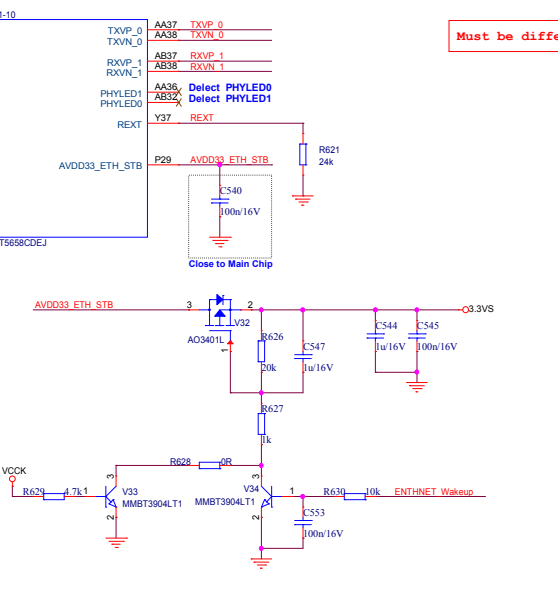 1-10
Must be diffe
TXVP_0 AA37 TXVP_0
TXVN_0 AA38 TXVN_0
RXVP_1 AB37 RXVP_1
RXVN_1 AB38 RXVN_1
PHYLED1 AA36 Delect PHYLED0
PHYLED0 AB32 Delect PHYLED1
REXT Y37 REXT
R621
24k
AVDD33_ETH_STB P29 AVDD33_ETH_STB
C540
100n/16V
T5658CDEJ
Close to Main Chip
AVDD33_ETH_STB 3 2 3.3VS
V32
AO3401L
1
R626
20k
C547
1u/16V
C544
1u/16V
C545
100n/16V
R627
1k
R628 0R
VCCK
R629 4.7k 1
3
V33
MMBT3904LT1
2
3
V34
MMBT3904LT1
1
2
R630 10k ENTHNET_Wakeup
C553
100n/16V